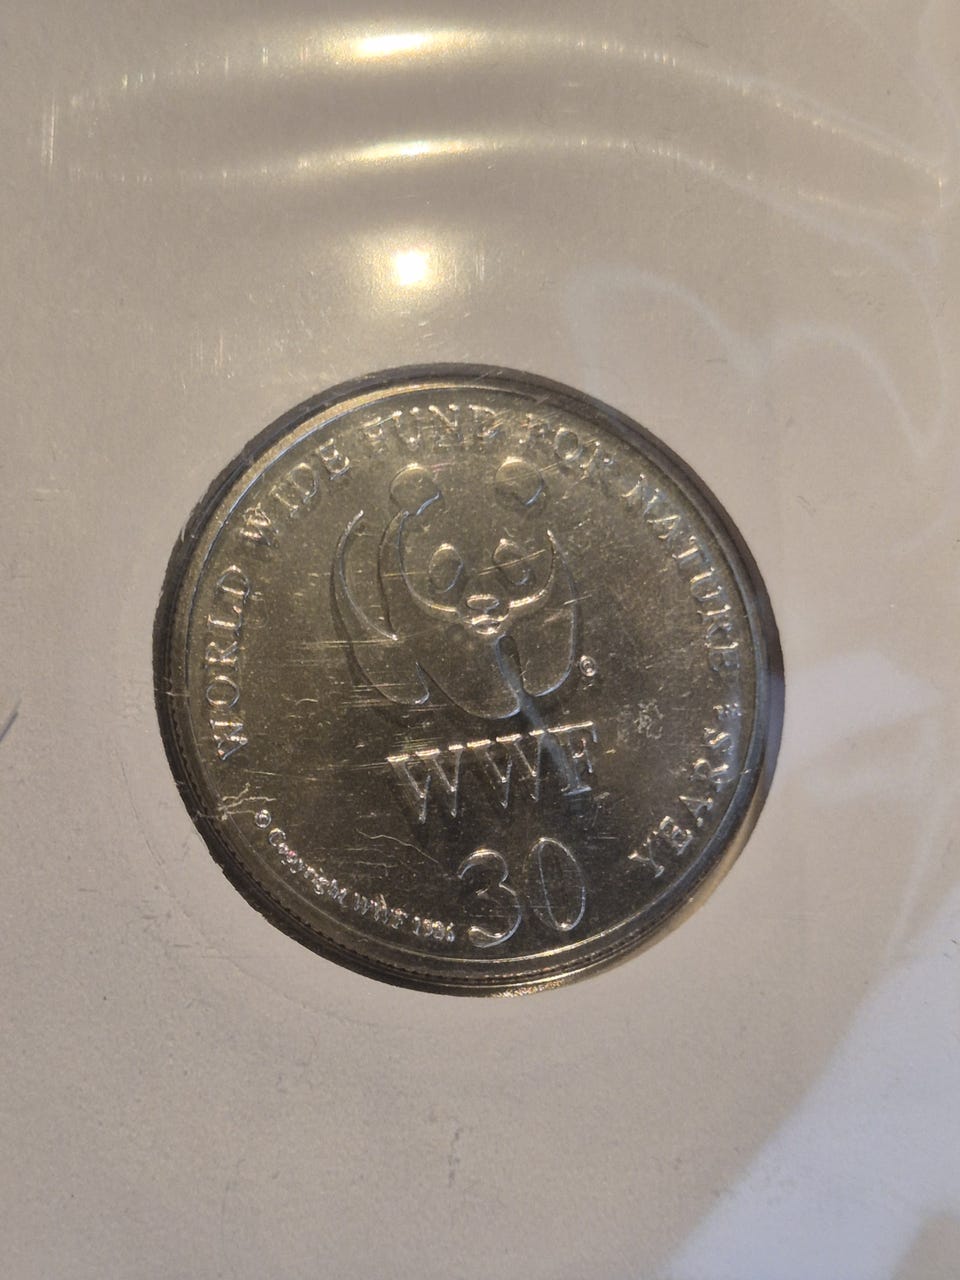 WORLD WIDE FUND FOR NATURE
©
WWF
30 YEARS
© Copyright WWF 1986